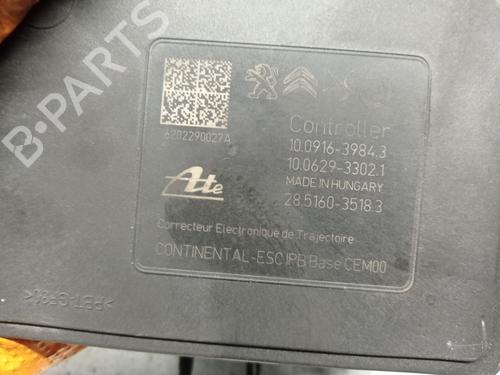 B-PARTS
Controller
6202290027A
10.0916-3984.3
10.0629-3302.1
MADE IN HUNGARY
Ate
28.5160-3518.3
Correcteur Electronique de Trajectoire
CONTINENTAL-ESC IPB Base CEM00